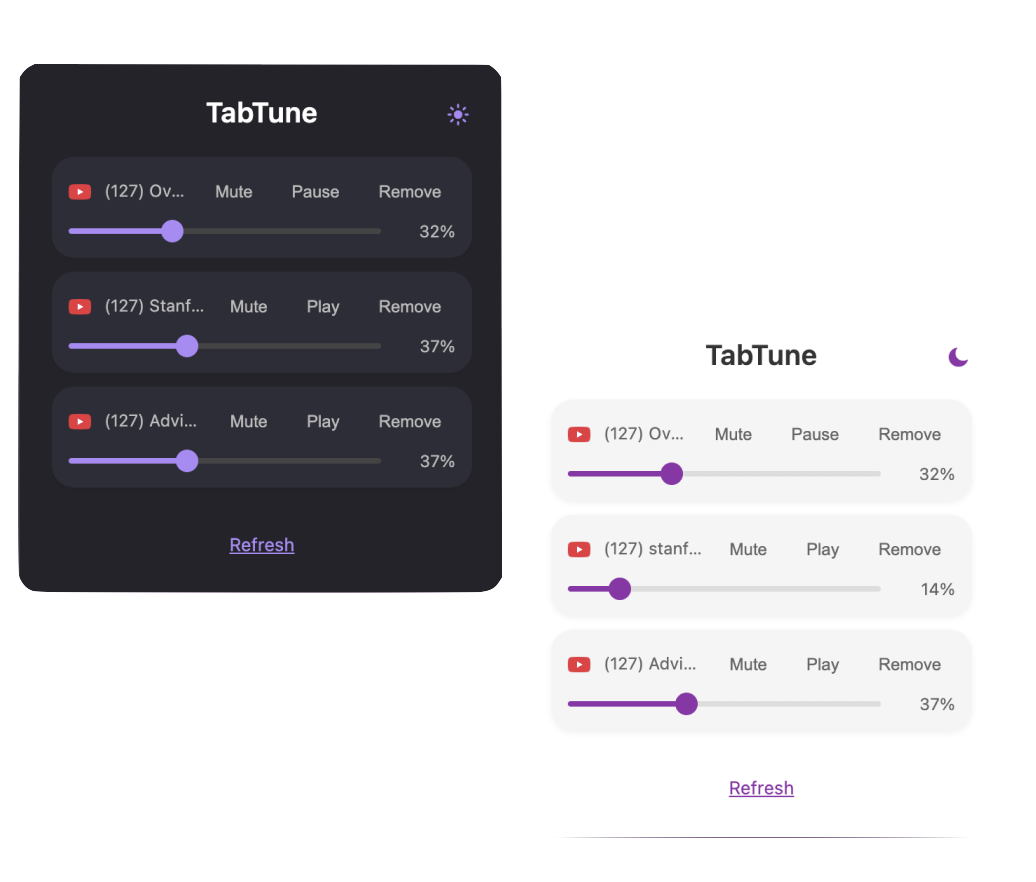 TabTune
(127) Ov... Mute Pause Remove
32%
(127) Stanf... Mute Play Remove
37%
(127) Advi... Mute Play Remove
37%
Refresh
TabTune
(127) Ov... Mute Pause Remove
32%
(127) stanf... Mute Play Remove
14%
(127) Advi... Mute Play Remove
37%
Refresh